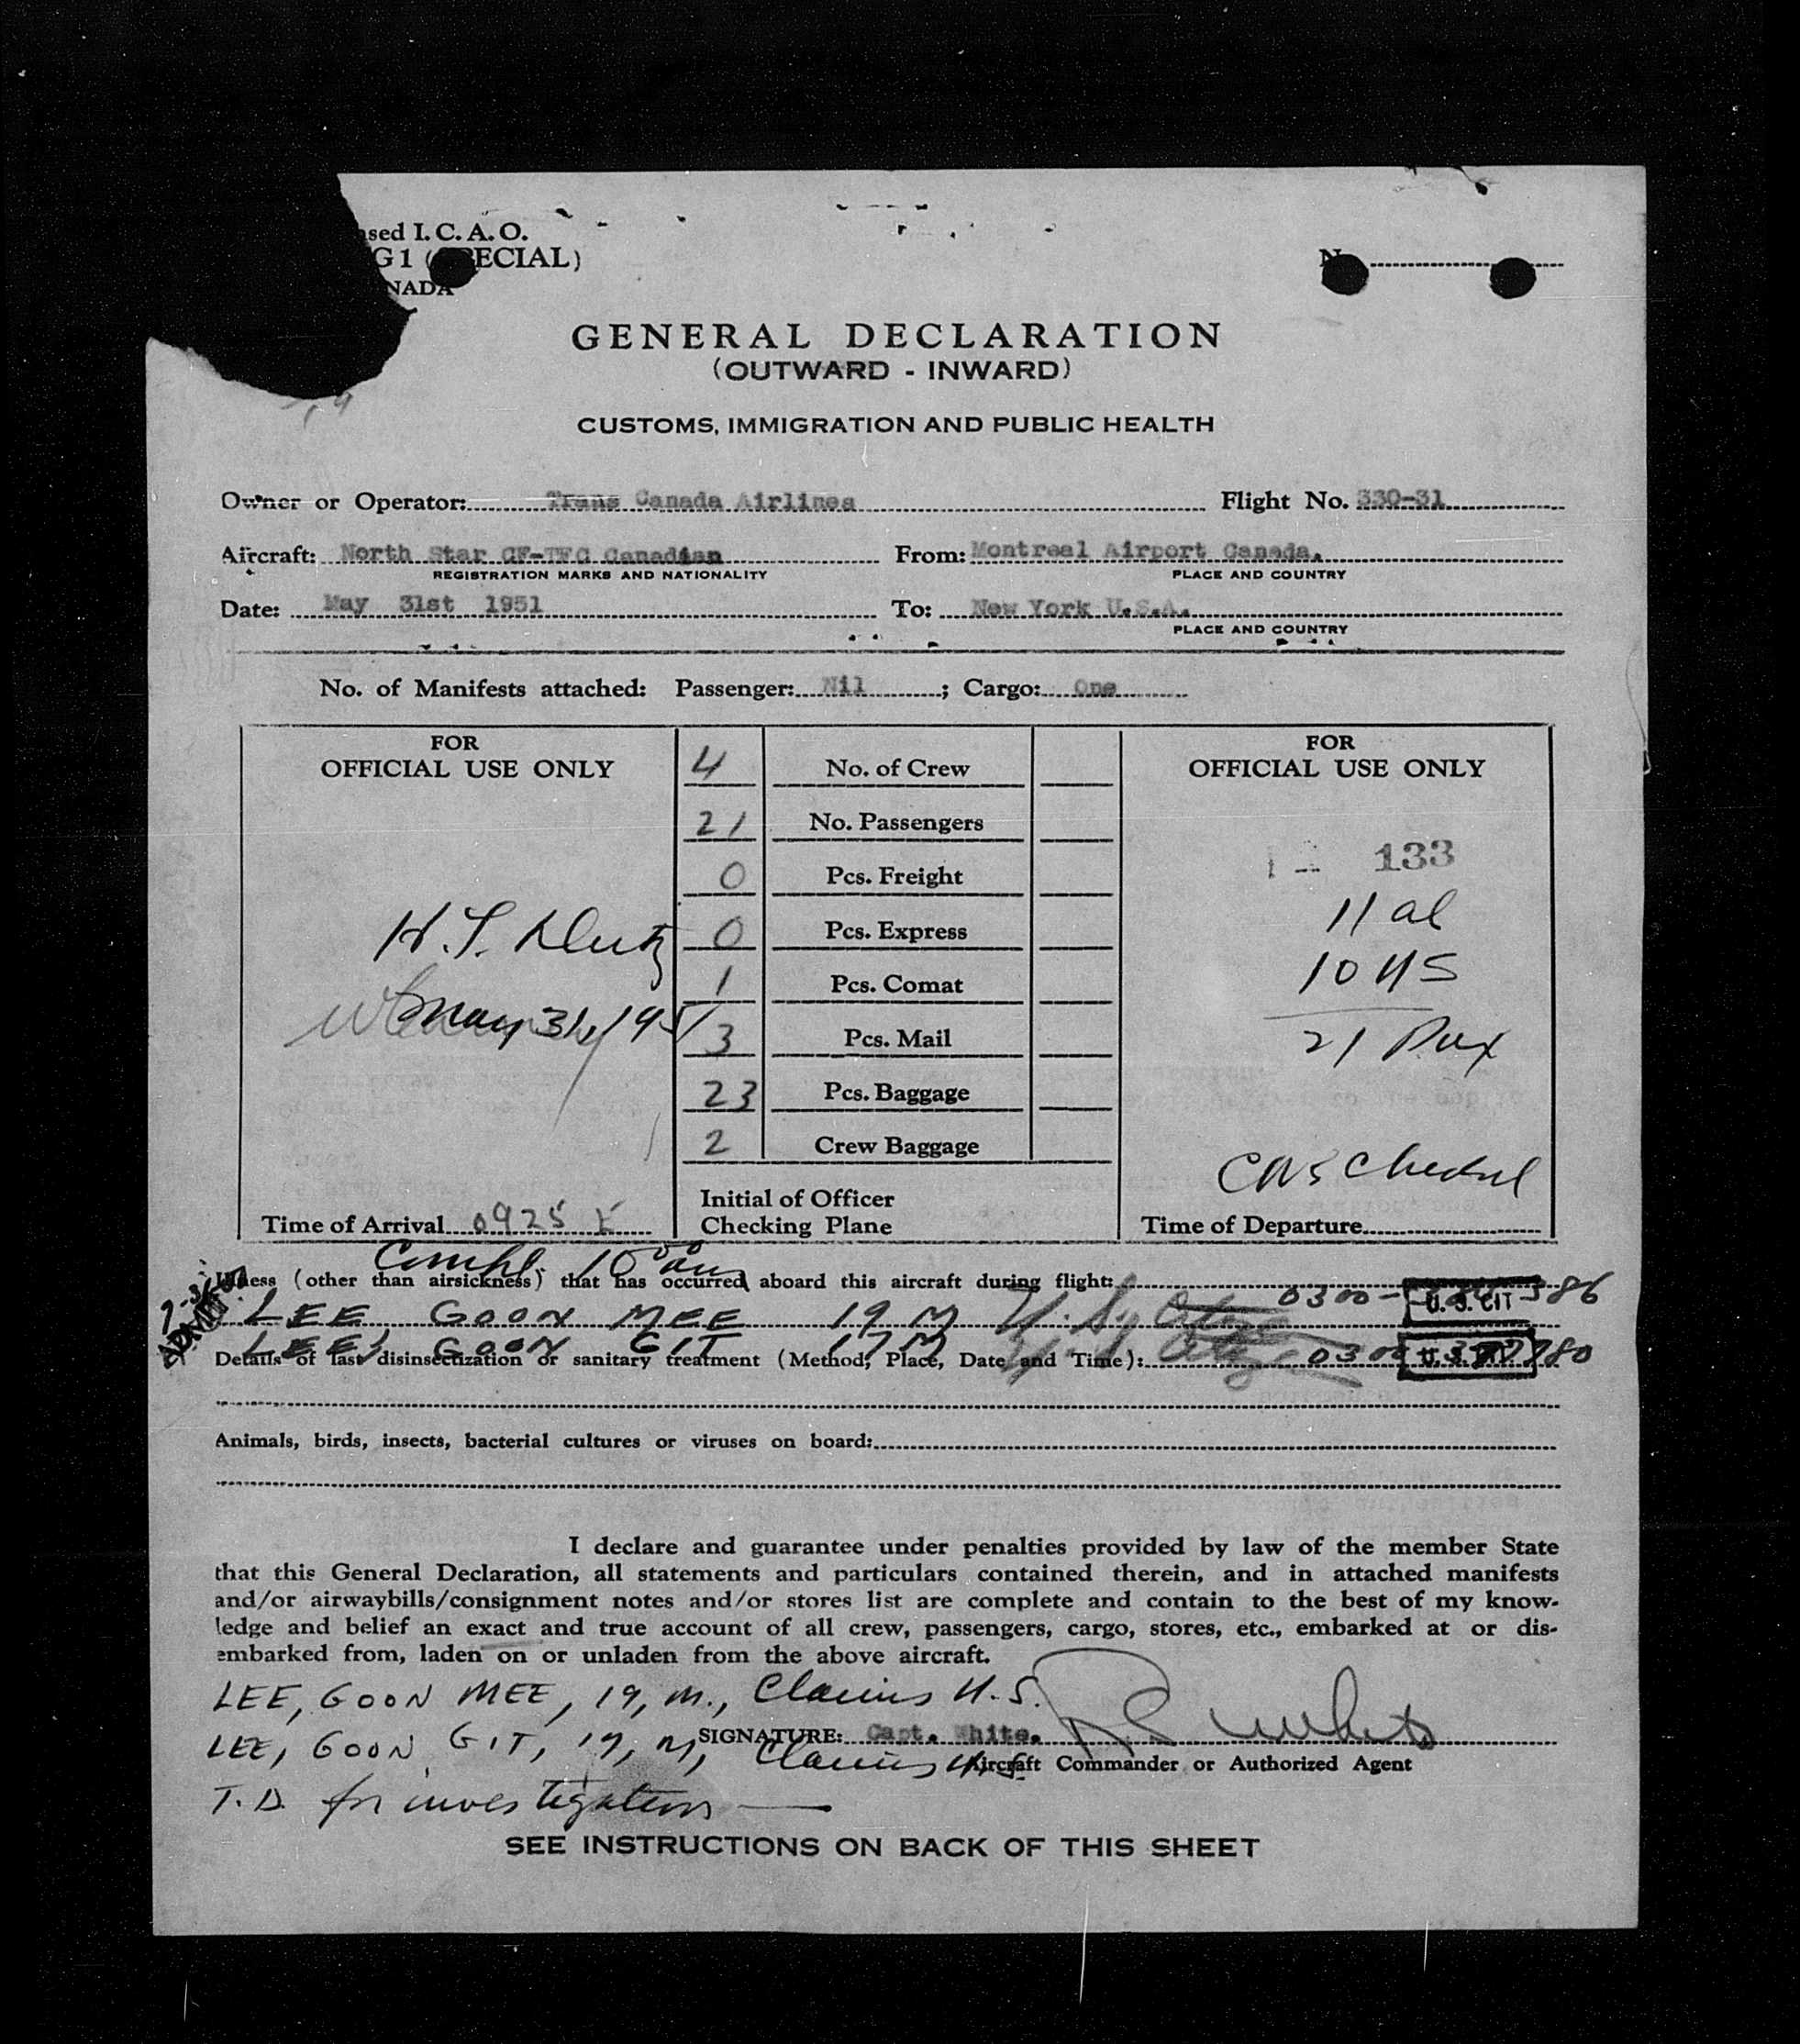 I.C.A.O.
G1 (SPECIAL)
NADA
GENERAL DECLARATION
(OUTWARD - INWARD)
CUSTOMS, IMMIGRATION AND PUBLIC HEALTH
Owner or Operator: Trans Canada Airlines Flight No. 330-31
Aircraft: North Star CF-TFC Canadian From: Montreal Airport Canada.
REGISTRATION MARKS AND NATIONALITY PLACE AND COUNTRY
Date: May 31st 1951 To: New York U.S.A.
PLACE AND COUNTRY
No. of Manifests attached: Passenger: Nil ; Cargo: One
FOR
OFFICIAL USE ONLY
May 31, 1951
Time of Arrival 0925 E
4 No. of Crew
21 No. Passengers
0 Pcs. Freight
0 Pcs. Express
1 Pcs. Comat
3 Pcs. Mail
23 Pcs. Baggage
2 Crew Baggage
Initial of Officer
Checking Plane
FOR
OFFICIAL USE ONLY
133
11 al
10 US
21 Pax
Checked
Time of Departure
Compl. 10:00 am
Illness (other than airsickness) that has occurred aboard this aircraft during flight:
LEE GOON MEE 19 M U.S. 0300- U.S. CIT 386
LEE, GOON GIT 17 M 0300 780
ADMIT
Details of last disinsectization or sanitary treatment (Method, Place, Date and Time):
Animals, birds, insects, bacterial cultures or viruses on board:
I declare and guarantee under penalties provided by law of the member State
that this General Declaration, all statements and particulars contained therein, and in attached manifests
and/or airwaybills/consignment notes and/or stores list are complete and contain to the best of my know-
ledge and belief an exact and true account of all crew, passengers, cargo, stores, etc., embarked at or dis-
embarked from, laden on or unladen from the above aircraft.
LEE, GOON MEE, 19, M., Claims U.S.
SIGNATURE: Capt. White.
LEE, GOON GIT, 17, M, Claims U.S.
Aircraft Commander or Authorized Agent
T.D. for investigation
SEE INSTRUCTIONS ON BACK OF THIS SHEET